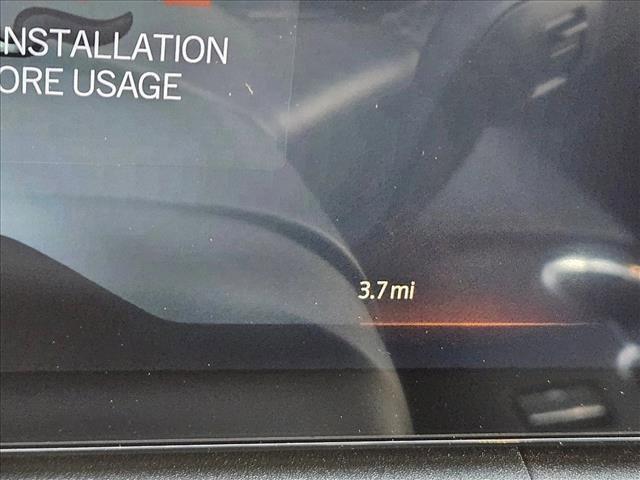 NSTALLATION
ORE USAGE
3.7 mi